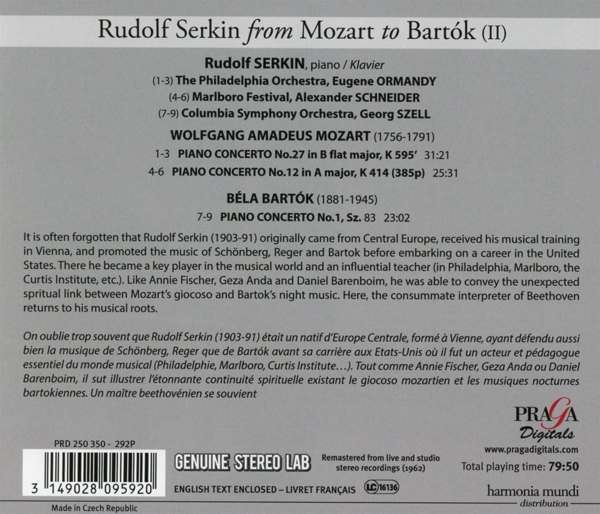 Rudolf Serkin from Mozart to Bartók (II)
Rudolf SERKIN, piano / Klavier
(1-3) The Philadelphia Orchestra, Eugene ORMANDY
(4-6) Marlboro Festival, Alexander SCHNEIDER
(7-9) Columbia Symphony Orchestra, Georg SZELL
WOLFGANG AMADEUS MOZART (1756-1791)
1-3 PIANO CONCERTO No.27 in B flat major, K 595' 31:21
4-6 PIANO CONCERTO No.12 in A major, K 414 (385p) 25:31
BÉLA BARTÓK (1881-1945)
7-9 PIANO CONCERTO No.1, Sz. 83 23:02
It is often forgotten that Rudolf Serkin (1903-91) originally came from Central Europe, received his musical training
in Vienna, and promoted the music of Schönberg, Reger and Bartok before embarking on a career in the United
States. There he became a key player in the musical world and an influential teacher (in Philadelphia, Marlboro, the
Curtis Institute, etc.). Like Annie Fischer, Geza Anda and Daniel Barenboim, he was able to convey the unexpected
spritual link between Mozart's giocoso and Bartok's night music. Here, the consummate interpreter of Beethoven
returns to his musical roots.
On oublie trop souvent que Rudolf Serkin (1903-91) était un natif d'Europe Centrale, formé à Vienne, ayant défendu aussi
bien la musique de Schönberg, Reger que de Bartók avant sa carrière aux Etats-Unis où il fut un acteur et pédagogue
essentiel du monde musical (Philadelphie, Marlboro, Curtis Institute...). Tout comme Annie Fischer, Geza Anda ou Daniel
Barenboim, il sut illustrer l'étonnante continuité spirituelle existant le giocoso mozartien et les musiques nocturnes
bartokiennes. Un maître beethovénien se souvient
PRAGA
Digitals
www.pragadigitals.com
Total playing time: 79:50
harmonia mundi
distribution
PRD 250 350 - 292P
3 149028 095920
Made in Czech Republic
GENUINE STEREO LAB
Remastered from live and studio
stereo recordings (1962)
ENGLISH TEXT ENCLOSED – LIVRET FRANÇAIS
LC 16136